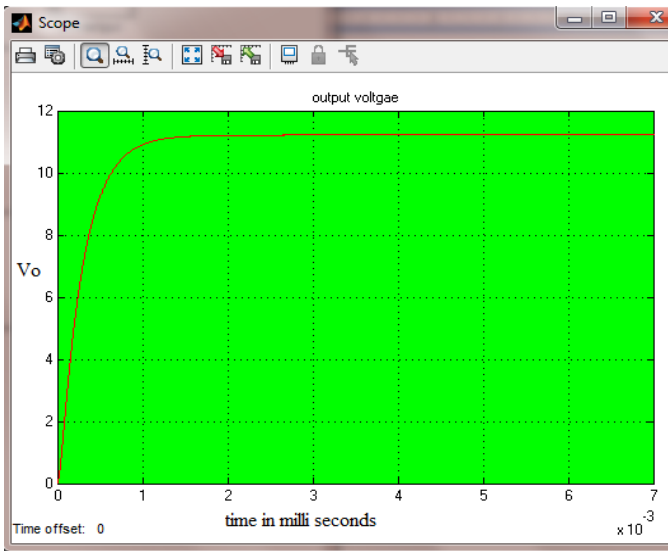 Scope
output voltgae
12
10
8
Vo
6
4
2
0
0 1 2 3 4 5 6 7
Time offset: 0
time in milli seconds
x 10^-3